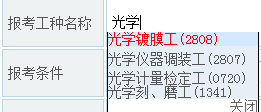 报考工种名称 光学
光学镀膜工(2808)
光学仪器调装工(2807)
报考条件 光学计量检定工(0720)
光学刻、磨工(1341)
关闭